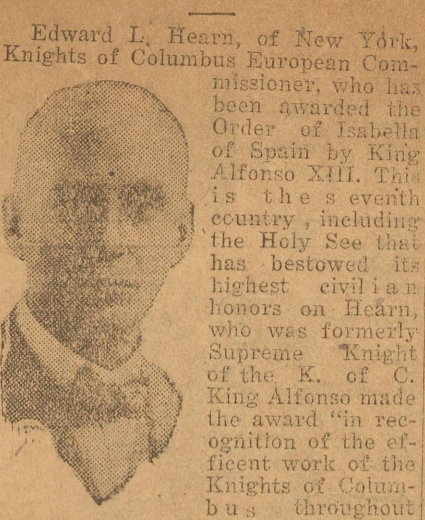 Edward L. Hearn, of New York,
Knights of Columbus European Com-
missioner, who has
been awarded the
Order of Isabella
of Spain by King
Alfonso XIII. This
is the seventh
country , including
the Holy See that
has bestowed its
highest civilian
honors on Hearn,
who was formerly
Supreme Knight
of the K. of C.
King Alfonso made
the award "in rec-
ognition of the ef-
ficent work of the
Knights of Colum-
bus throughout